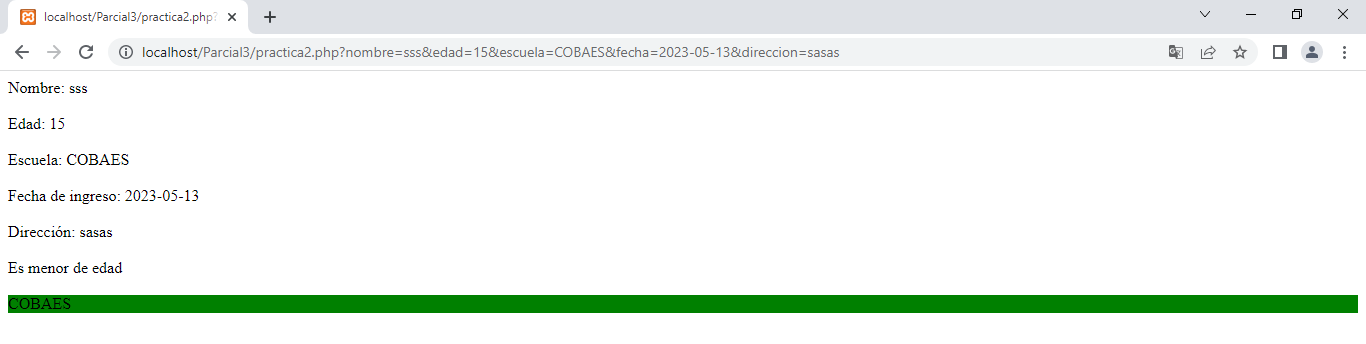 localhost/Parcial3/practica2.php?
localhost/Parcial3/practica2.php?nombre=sss&edad=15&escuela=COBAES&fecha=2023-05-13&direccion=sasas
Nombre: sss
Edad: 15
Escuela: COBAES
Fecha de ingreso: 2023-05-13
Dirección: sasas
Es menor de edad
COBAES